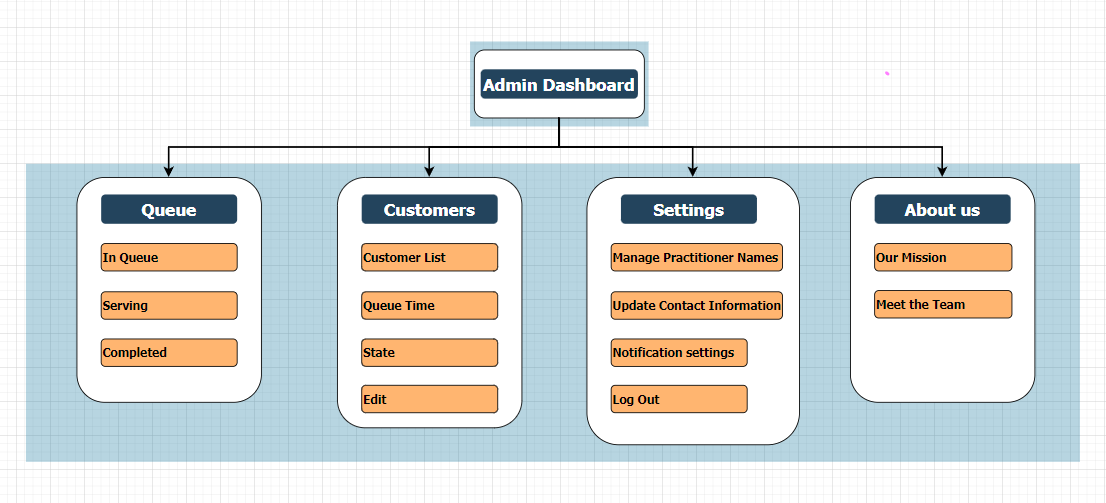 Admin Dashboard
Queue
In Queue
Serving
Completed
Customers
Customer List
Queue Time
State
Edit
Settings
Manage Practitioner Names
Update Contact Information
Notification settings
Log Out
About us
Our Mission
Meet the Team